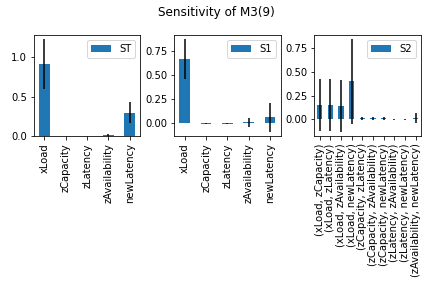 Sensitivity of M3(9)
ST
1.0
0.5
0.0
xLoad
zCapacity
zLatency
zAvailability
newLatency
S1
0.75
0.50
0.25
0.00
xLoad
zCapacity
zLatency
zAvailability
newLatency
S2
0.75
0.50
0.25
0.00
(xLoad, zCapacity)
(xLoad, zLatency)
(xLoad, zAvailability)
(xLoad, newLatency)
(zCapacity, zLatency)
(zCapacity, zAvailability)
(zCapacity, newLatency)
(zLatency, zAvailability)
(zLatency, newLatency)
(zAvailability, newLatency)